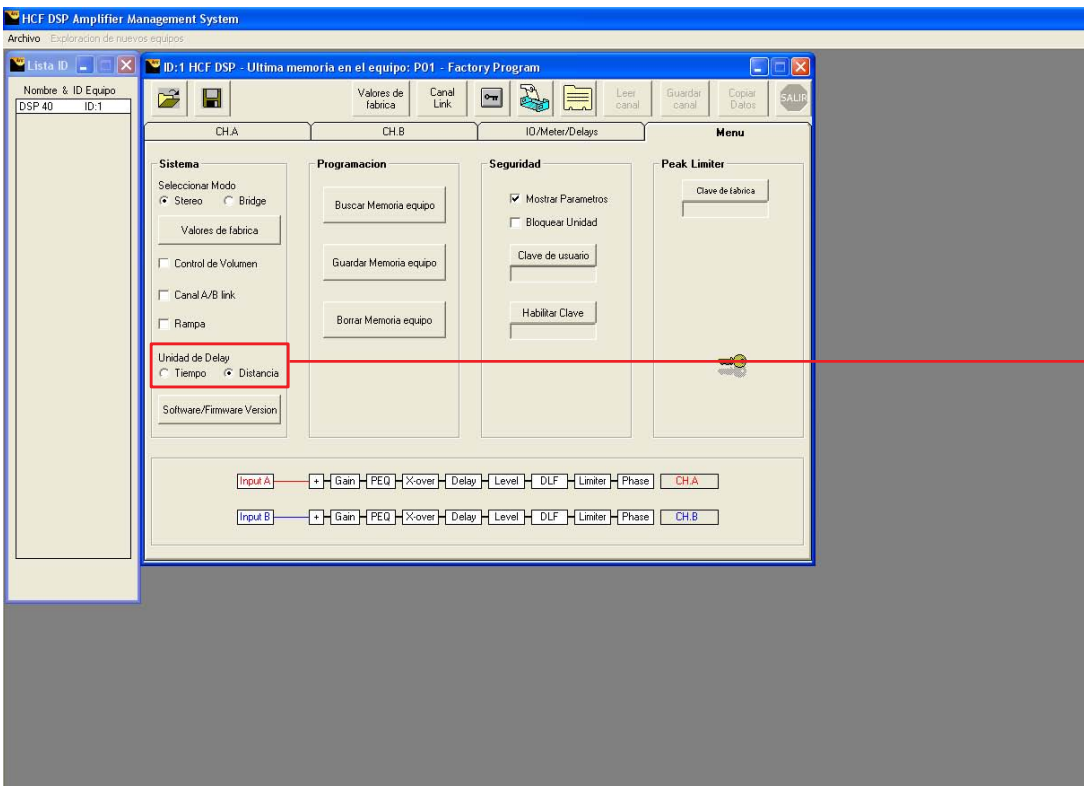 HCF DSP Amplifier Management System
Archivo Exploracion de nuevos equipos
Lista ID
Nombre & ID Equipo
DSP 40 ID:1
ID:1 HCF DSP - Ultima memoria en el equipo: P01 - Factory Program
Valores de fabrica
Canal Link
Leer canal
Guardar canal
Copiar Datos
SALIR
CH.A
CH.B
IO/Meter/Delays
Menu
Sistema
Seleccionar Modo
Stereo Bridge
Valores de fabrica
Control de Volumen
Canal A/B link
Rampa
Unidad de Delay
Tiempo Distancia
Software/Firmware Version
Programacion
Buscar Memoria equipo
Guardar Memoria equipo
Borrar Memoria equipo
Seguridad
Mostrar Parametros
Bloquear Unidad
Clave de usuario
Habilitar Clave
Peak Limiter
Clave de fabrica
Input A + Gain PEQ X-over Delay Level DLF Limiter Phase CH.A
Input B + Gain PEQ X-over Delay Level DLF Limiter Phase CH.B